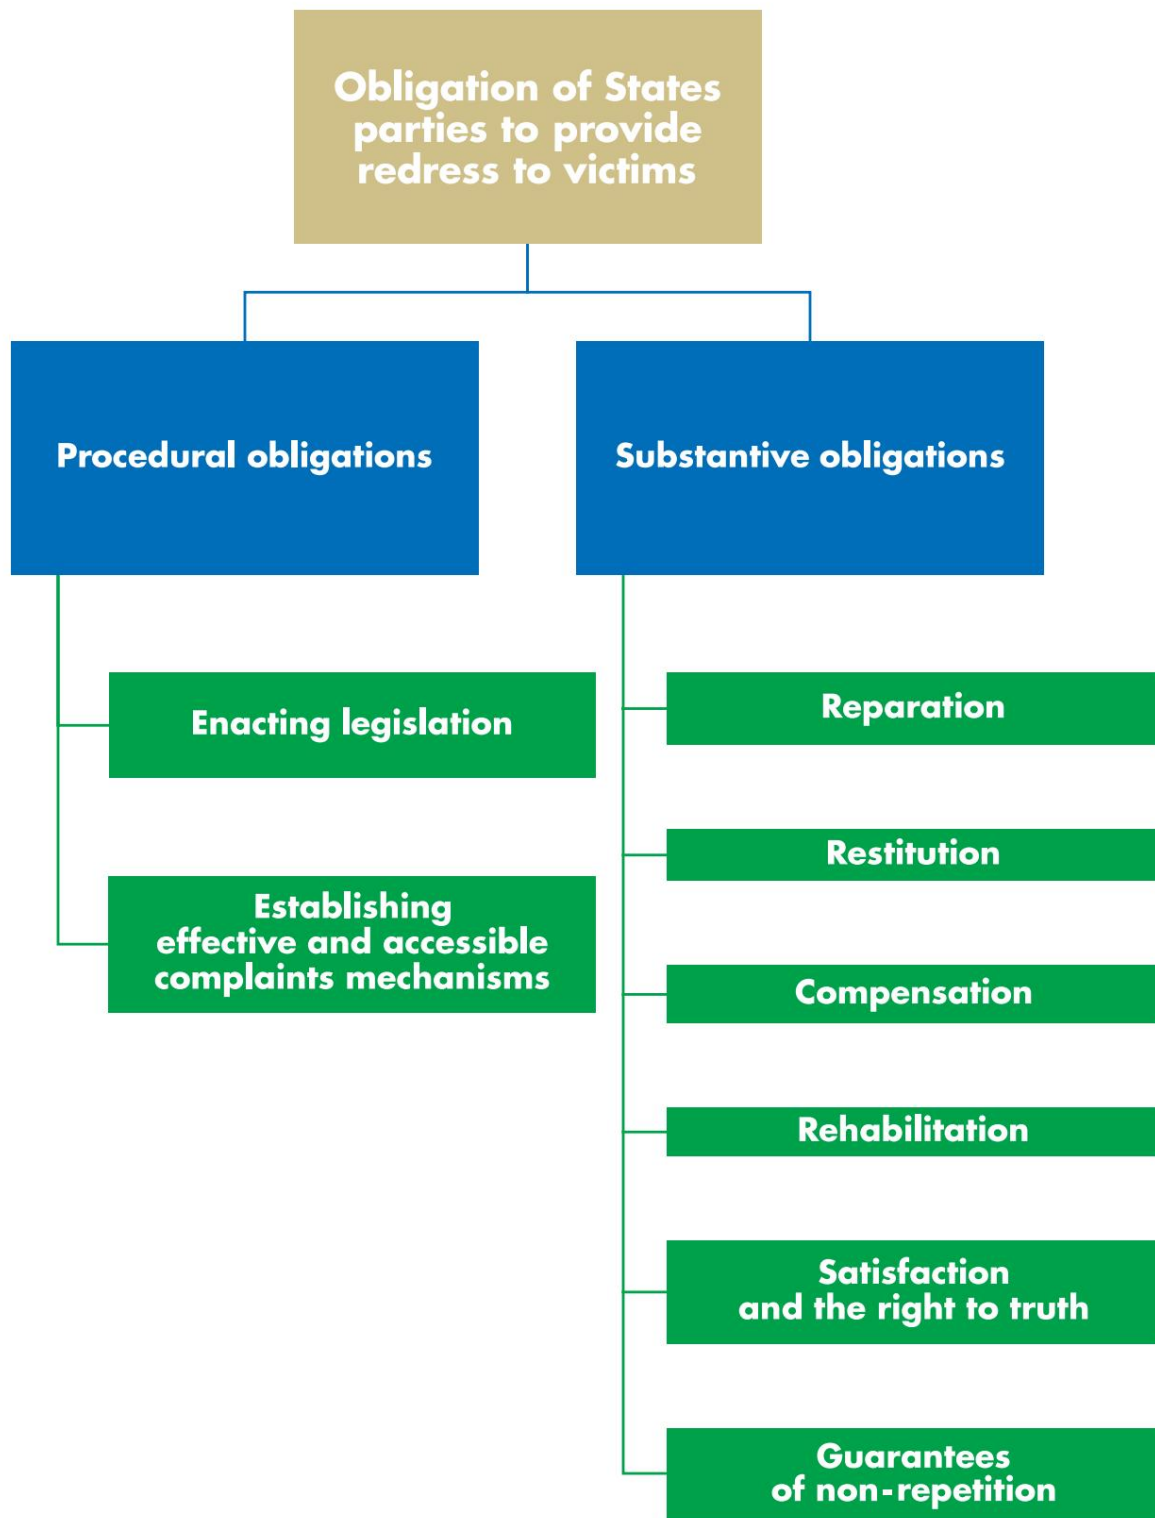 Obligation of States
parties to provide
redress to victims
Procedural obligations
Substantive obligations
Enacting legislation
Establishing
effective and accessible
complaints mechanisms
Reparation
Restitution
Compensation
Rehabilitation
Satisfaction
and the right to truth
Guarantees
of non-repetition